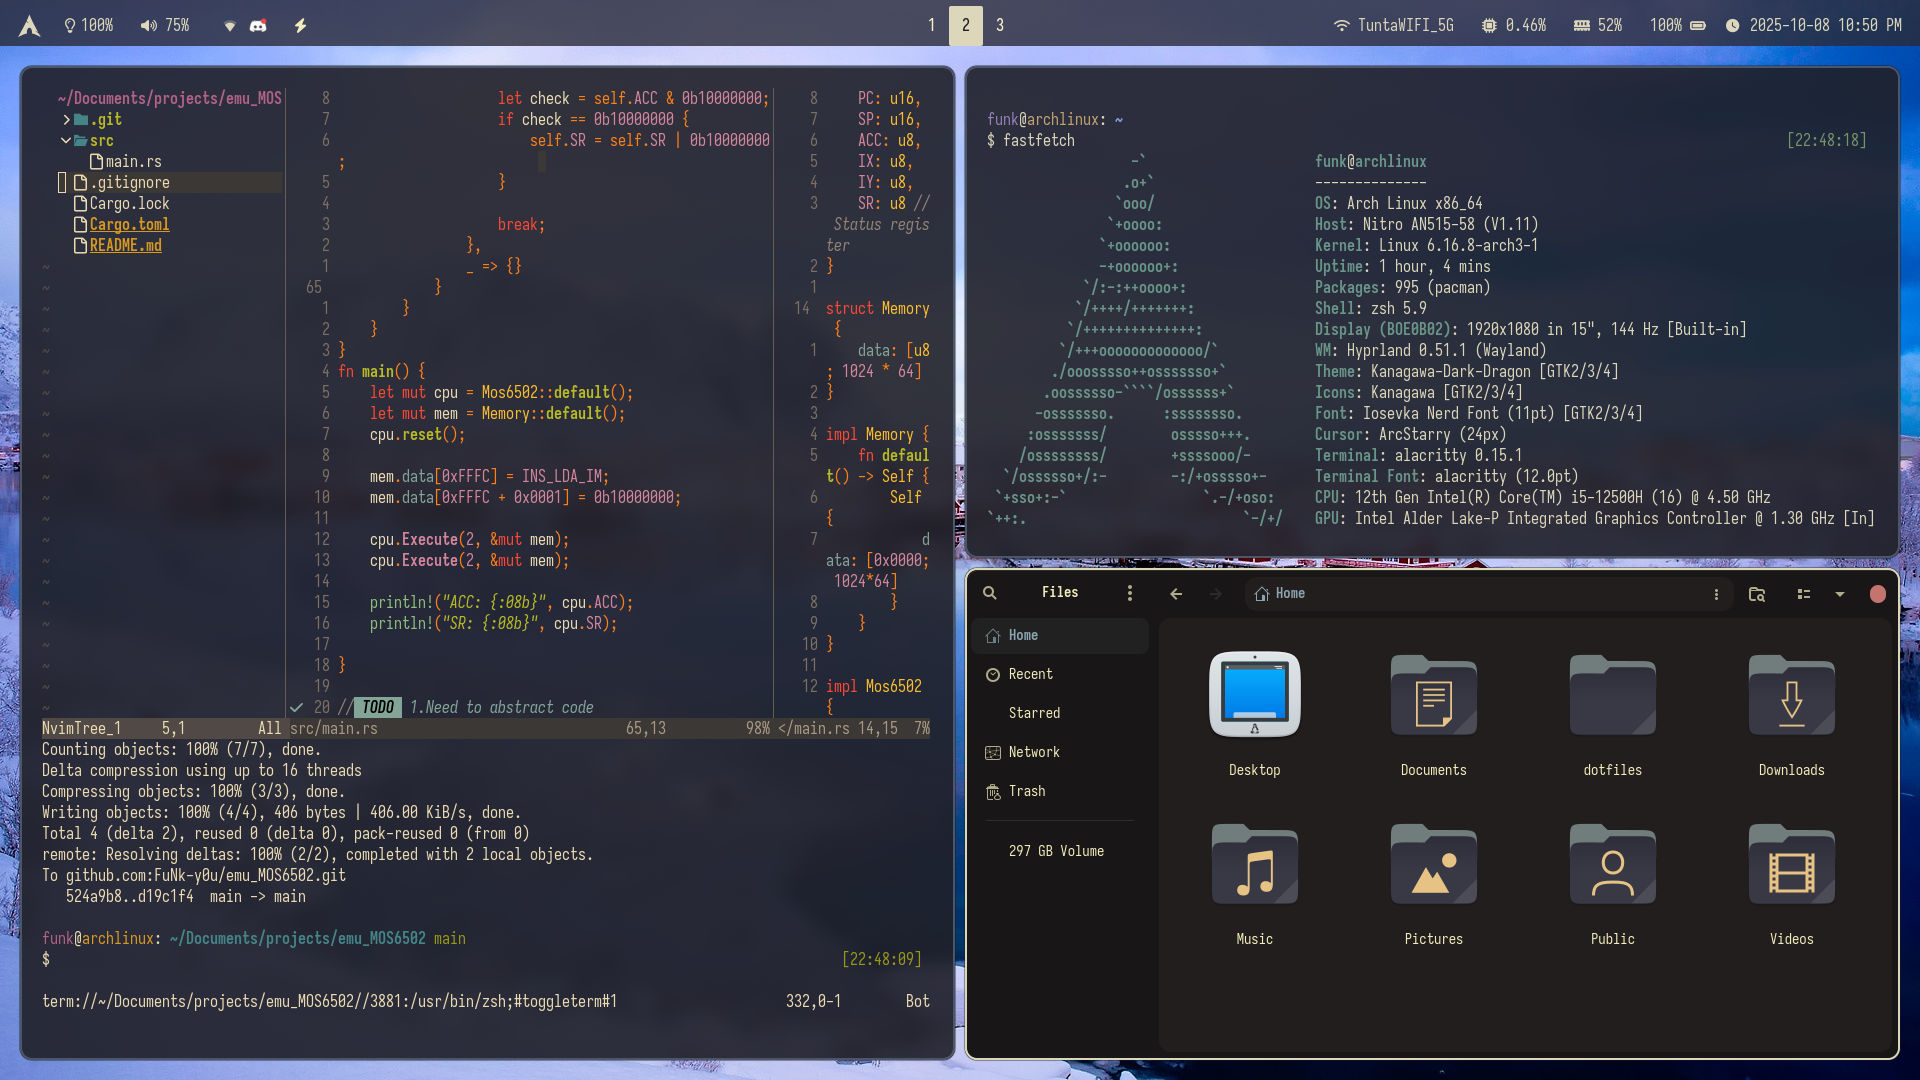 100% 75% 1 2 3 TuntaWIFI_5G 0.46% 52% 100% 2025-10-08 10:50 PM
~/Documents/projects/emu_MOS
.git
src
main.rs
.gitignore
Cargo.lock
Cargo.toml
README.md
8 let check = self.ACC & 0b10000000;
7 if check == 0b10000000 {
6 self.SR = self.SR | 0b10000000
;
5 }
4
3 break;
2 },
1 _ => {}
65 }
1 }
2 }
3 }
4 fn main() {
5 let mut cpu = Mos6502::default();
6 let mut mem = Memory::default();
7 cpu.reset();
8
9 mem.data[0xFFFC] = INS_LDA_IM;
10 mem.data[0xFFFC + 0x0001] = 0b10000000;
11
12 cpu.Execute(2, &mut mem);
13 cpu.Execute(2, &mut mem);
14
15 println!("ACC: {:08b}", cpu.ACC);
16 println!("SR: {:08b}", cpu.SR);
17
18 }
19
20 // TODO 1.Need to abstract code
8 PC: u16,
7 SP: u16,
6 ACC: u8,
5 IX: u8,
4 IY: u8,
3 SR: u8 //
Status regis
ter
2 }
1
14 struct Memory
{
1 data: [u8
; 1024 * 64]
2 }
3
4 impl Memory {
5 fn defaul
t() -> Self {
6 Self
{
7 d
ata: [0x0000;
1024*64]
8 }
9 }
10 }
11
12 impl Mos6502
{
NvimTree_1 5,1 All src/main.rs 65,13 98% </main.rs 14,15 7%
Counting objects: 100% (7/7), done.
Delta compression using up to 16 threads
Compressing objects: 100% (3/3), done.
Writing objects: 100% (4/4), 406 bytes | 406.00 KiB/s, done.
Total 4 (delta 2), reused 0 (delta 0), pack-reused 0 (from 0)
remote: Resolving deltas: 100% (2/2), completed with 2 local objects.
To github.com:FuNk-y0u/emu_MOS6502.git
524a9b8..d19c1f4 main -> main
funk@archlinux: ~/Documents/projects/emu_MOS6502 main
$ [22:48:09]
term://~/Documents/projects/emu_MOS6502//3881:/usr/bin/zsh;#toggleterm#1 332,0-1 Bot
funk@archlinux: ~
$ fastfetch [22:48:18]
-`
.o+`
`ooo/
`+oooo:
`+oooooo:
-+oooooo+:
`/:-:++oooo+:
`/++++/+++++++:
`/++++++++++++++:
`/+++ooooooooooooo/`
./ooosssso++osssssso+`
.oossssso-````/ossssss+`
-osssssso. :ssssssso.
:osssssss/ osssso+++.
/ossssssss/ +ssssooo/-
`/ossssso+/:- -:/+osssso+-
`+sso+:-` `.-/+oso:
`++:. `-/+/
funk@archlinux
--------------
OS: Arch Linux x86_64
Host: Nitro AN515-58 (V1.11)
Kernel: Linux 6.16.8-arch3-1
Uptime: 1 hour, 4 mins
Packages: 995 (pacman)
Shell: zsh 5.9
Display (BOE0B02): 1920x1080 in 15", 144 Hz [Built-in]
WM: Hyprland 0.51.1 (Wayland)
Theme: Kanagawa-Dark-Dragon [GTK2/3/4]
Icons: Kanagawa [GTK2/3/4]
Font: Iosevka Nerd Font (11pt) [GTK2/3/4]
Cursor: ArcStarry (24px)
Terminal: alacritty 0.15.1
Terminal Font: alacritty (12.0pt)
CPU: 12th Gen Intel(R) Core(TM) i5-12500H (16) @ 4.50 GHz
GPU: Intel Alder Lake-P Integrated Graphics Controller @ 1.30 GHz [In]
Files
Home
Home
Recent
Starred
Network
Trash
297 GB Volume
Desktop Documents dotfiles Downloads
Music Pictures Public Videos